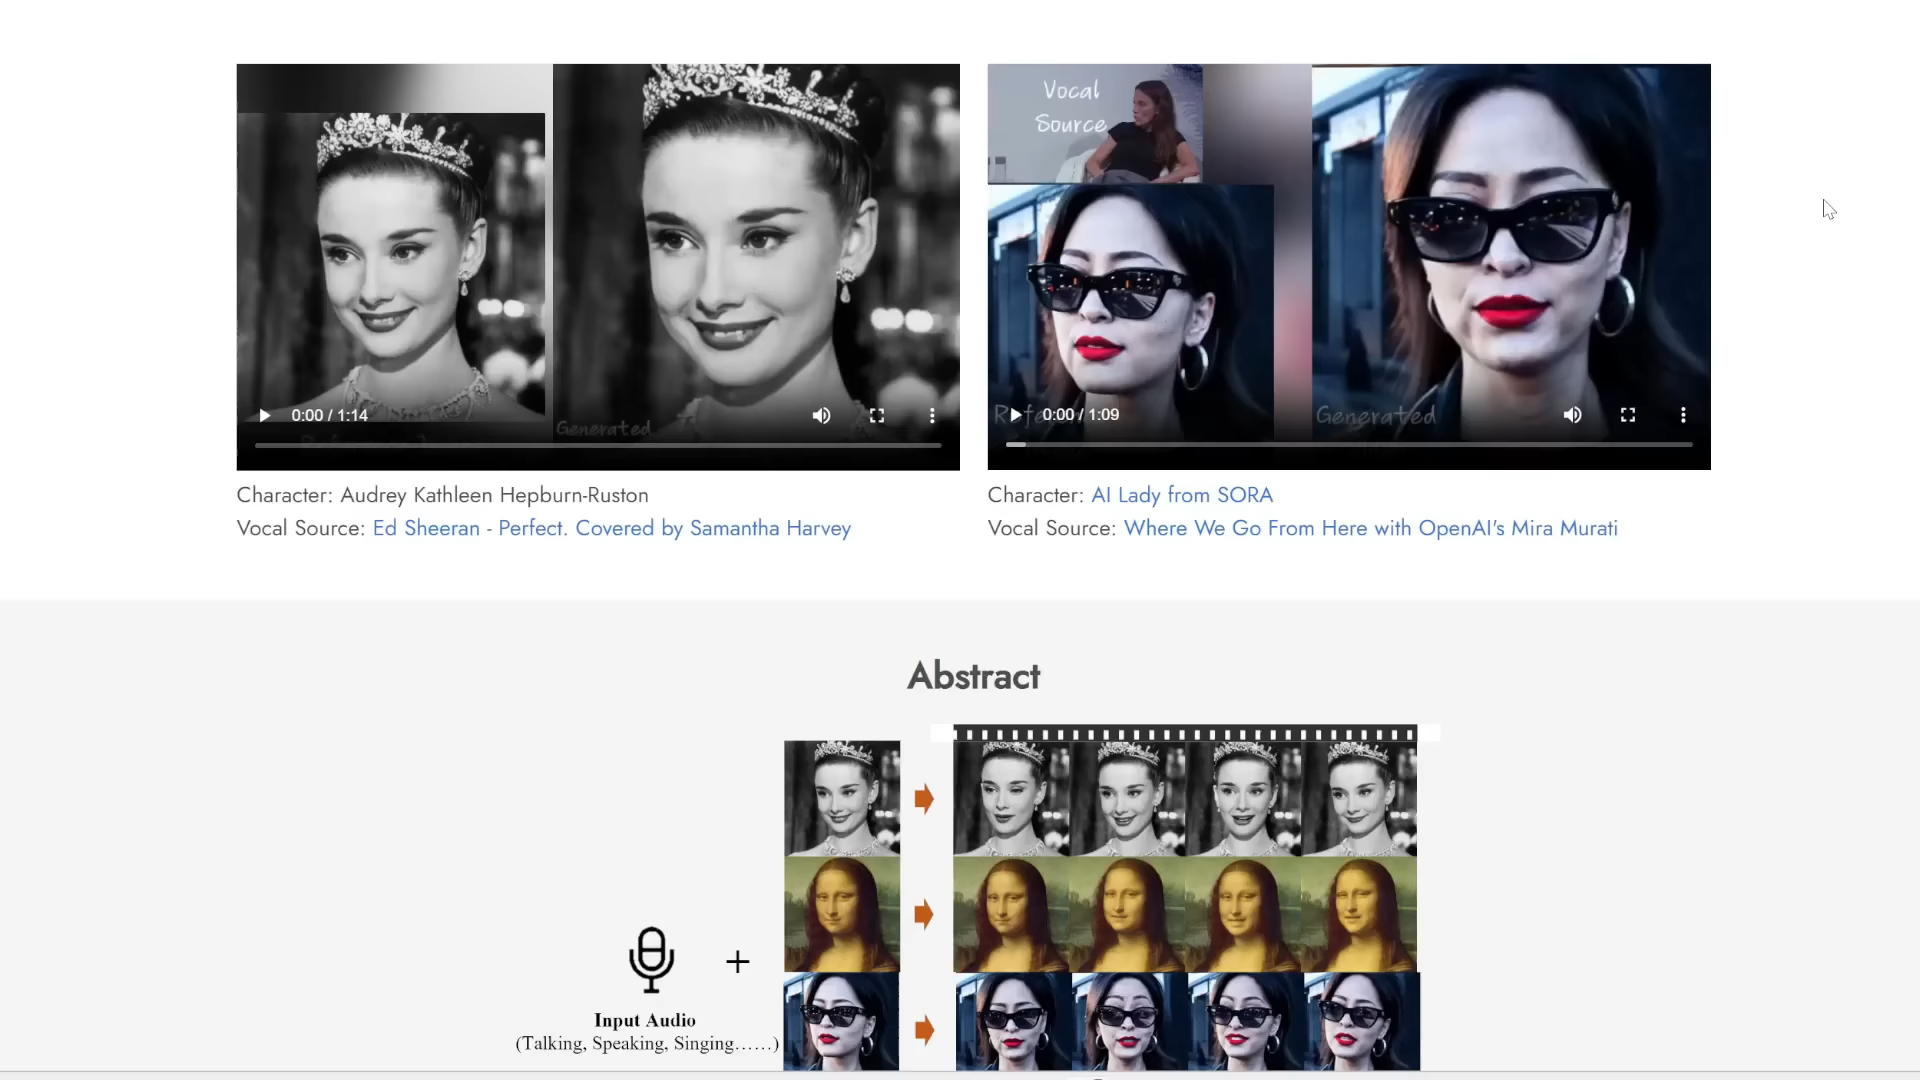 Vocal
Source
0:00 / 1:14
Generated
0:00 / 1:09
Generated
Character: Audrey Kathleen Hepburn-Ruston
Vocal Source: Ed Sheeran - Perfect. Covered by Samantha Harvey
Character: AI Lady from SORA
Vocal Source: Where We Go From Here with OpenAI's Mira Murati
Abstract
+
Input Audio
(Talking, Speaking, Singing……)